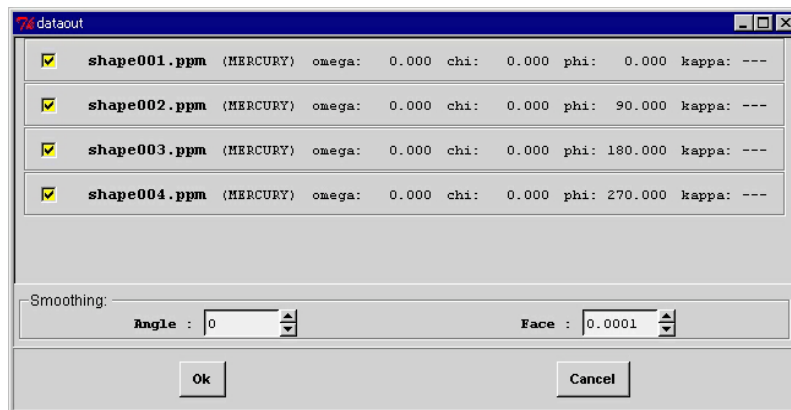 dataout
shape001.ppm (MERCURY) omega: 0.000 chi: 0.000 phi: 0.000 kappa: ---
shape002.ppm (MERCURY) omega: 0.000 chi: 0.000 phi: 90.000 kappa: ---
shape003.ppm (MERCURY) omega: 0.000 chi: 0.000 phi: 180.000 kappa: ---
shape004.ppm (MERCURY) omega: 0.000 chi: 0.000 phi: 270.000 kappa: ---
Smoothing:
Angle : 0 Face : 0.0001
Ok Cancel